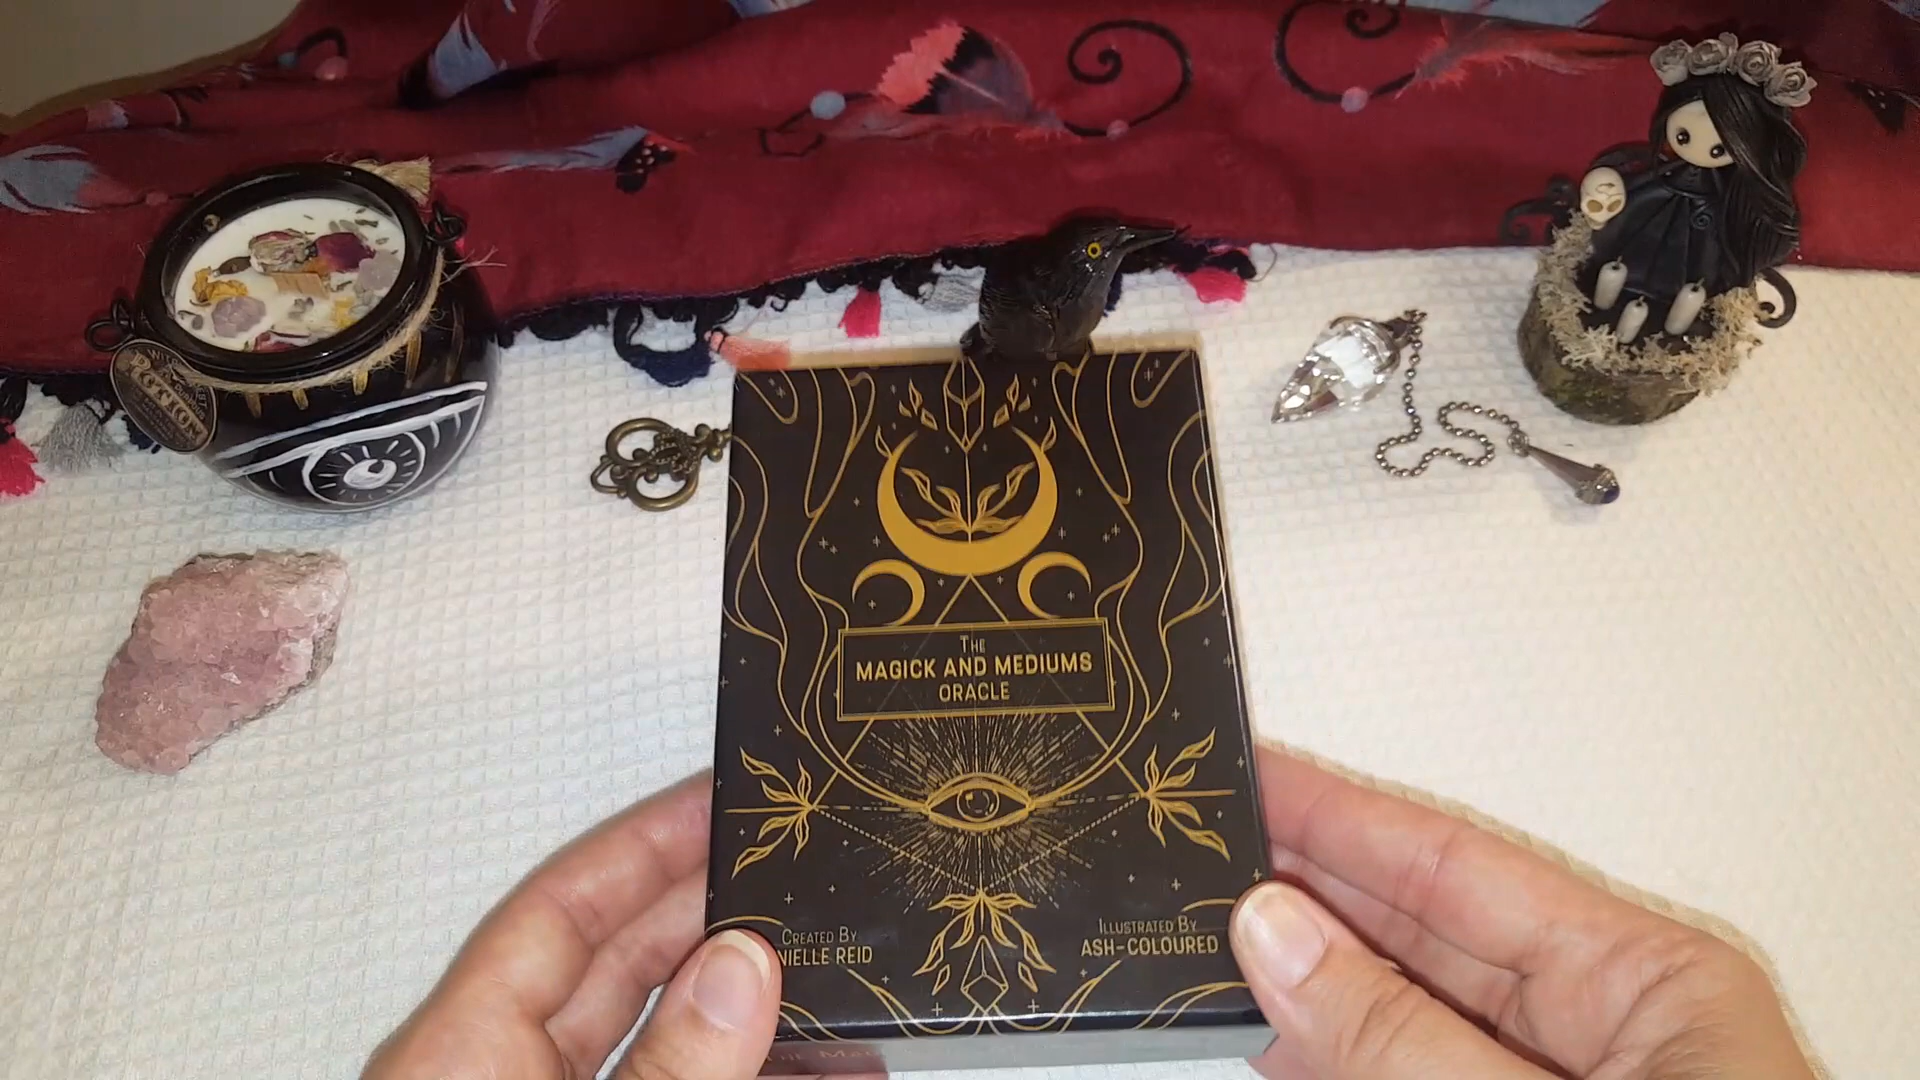 POTION
THE
MAGICK AND MEDIUMS
ORACLE
CREATED BY
NIELLE REID
ILLUSTRATED BY
ASH-COLOURED